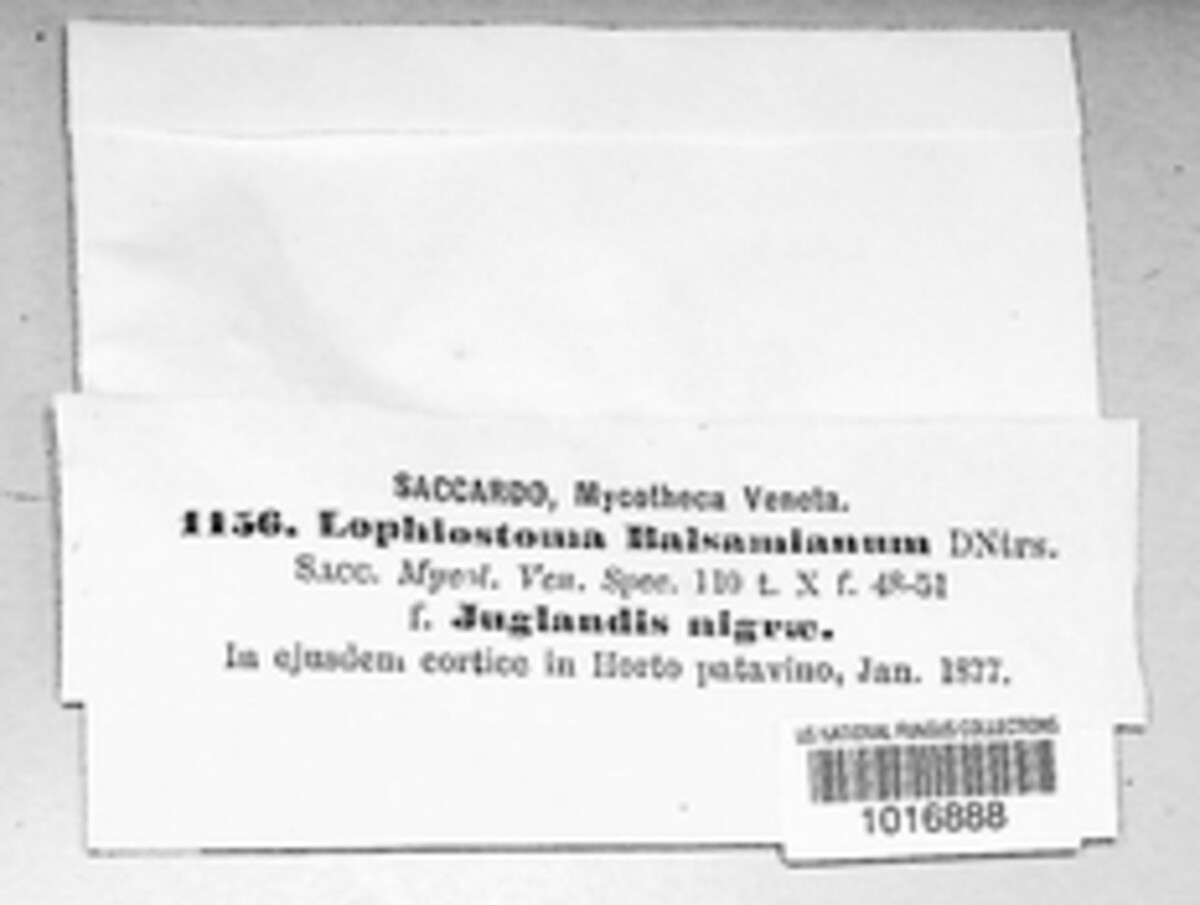 SACCARDO, Mycotheca Veneta.
1156. Lophiostoma Balsamianum DNtrs.
SACC. Mycol. Ven. Spec. 110 t. X f. 48-51
f. Juglandis nigræ.
In ejusdem cortice in Horto patavino, Jan. 1877.
US NATIONAL FUNGUS COLLECTIONS
1016888